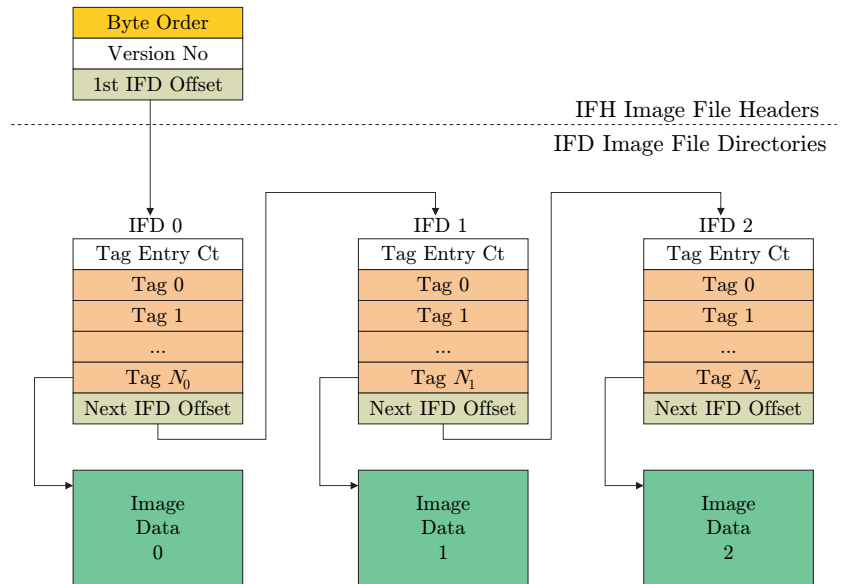 Byte Order
Version No
1st IFD Offset
IFH Image File Headers
IFD Image File Directories
IFD 0
Tag Entry Ct
Tag 0
Tag 1
...
Tag N₀
Next IFD Offset
Image
Data
0
IFD 1
Tag Entry Ct
Tag 0
Tag 1
...
Tag N₁
Next IFD Offset
Image
Data
1
IFD 2
Tag Entry Ct
Tag 0
Tag 1
...
Tag N₂
Next IFD Offset
Image
Data
2